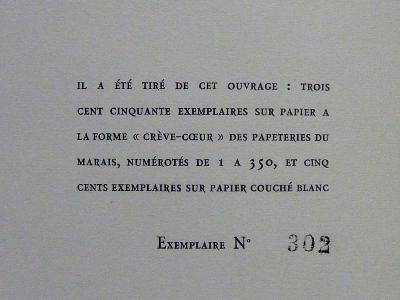 IL A ÉTÉ TIRÉ DE CET OUVRAGE : TROIS
CENT CINQUANTE EXEMPLAIRES SUR PAPIER A
LA FORME « CRÈVE-CŒUR » DES PAPETERIES DU
MARAIS, NUMÉROTÉS DE 1 A 350, ET CINQ
CENTS EXEMPLAIRES SUR PAPIER COUCHÉ BLANC
EXEMPLAIRE N° 302